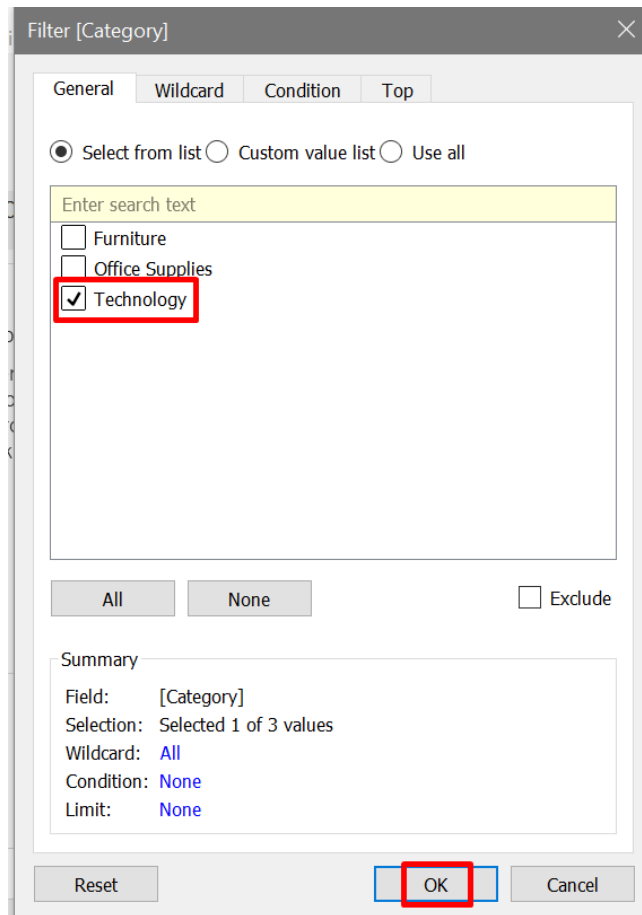 Filter [Category]
General Wildcard Condition Top
Select from list Custom value list Use all
Enter search text
Furniture
Office Supplies
Technology
All None Exclude
Summary
Field: [Category]
Selection: Selected 1 of 3 values
Wildcard: All
Condition: None
Limit: None
Reset OK Cancel